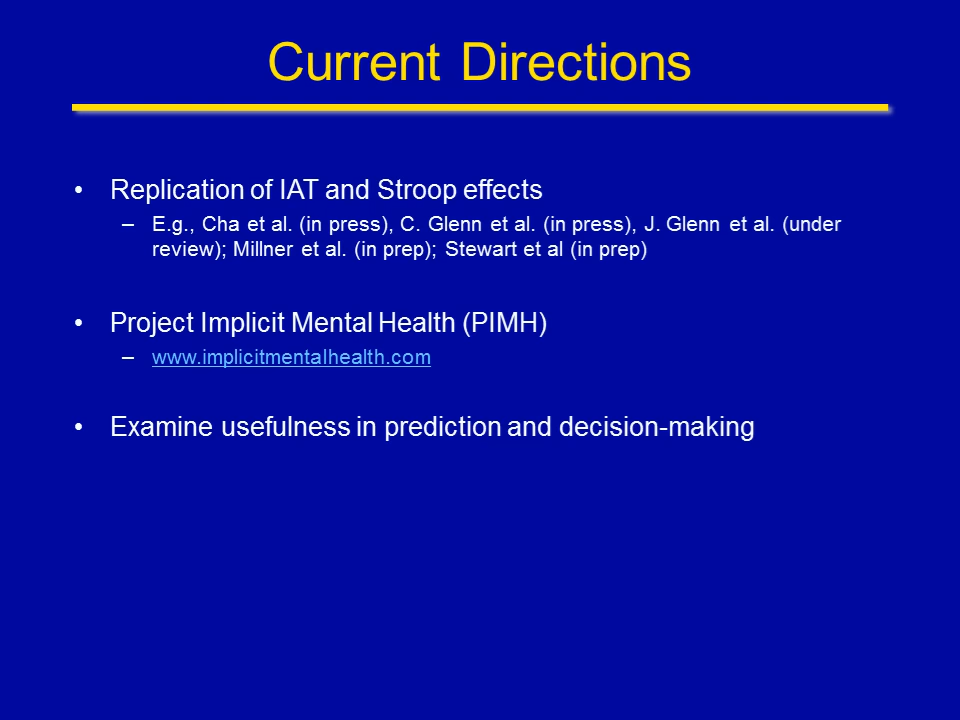 Current Directions
• Replication of IAT and Stroop effects
– E.g., Cha et al. (in press), C. Glenn et al. (in press), J. Glenn et al. (under
review); Millner et al. (in prep); Stewart et al (in prep)
• Project Implicit Mental Health (PIMH)
– www.implicitmentalhealth.com
• Examine usefulness in prediction and decision-making